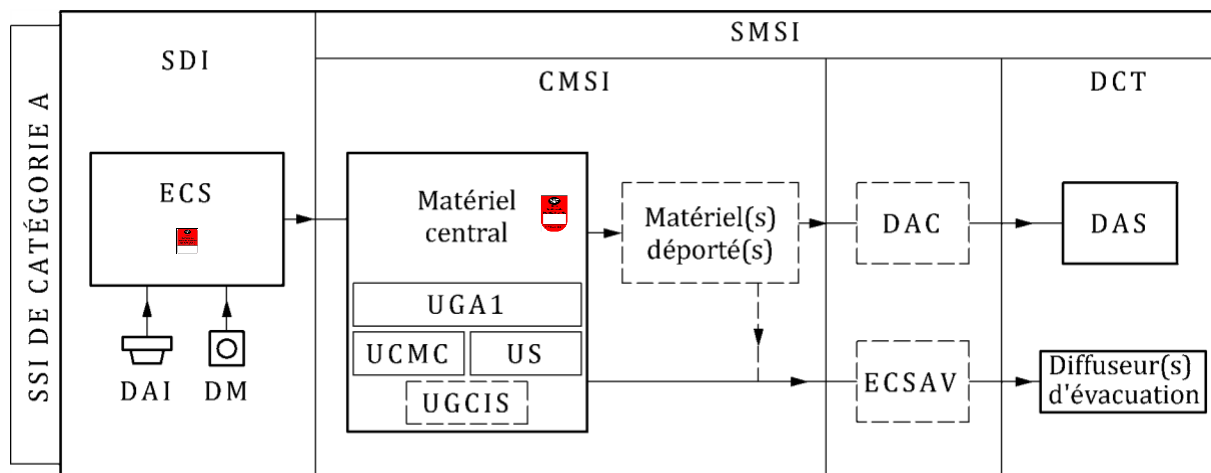 SSI DE CATÉGORIE A
SDI
SMSI
CMSI
DCT
ECS
DAI
DM
Matériel
central
UGA1
UCMC
US
UGCIS
Matériel(s)
déporté(s)
DAC
DAS
ECSAV
Diffuseur(s)
d'évacuation